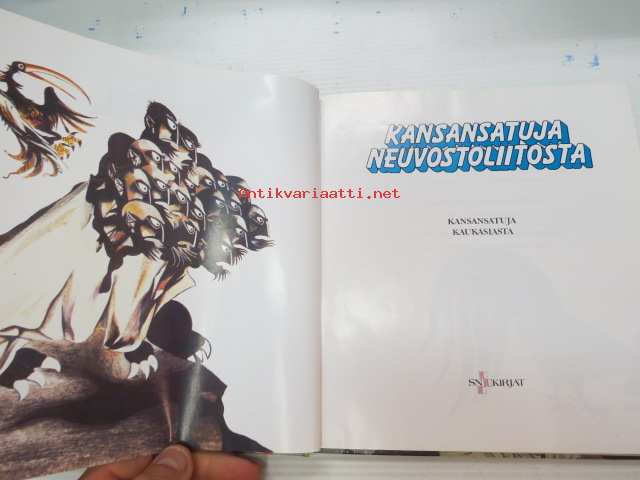 Antikvariaatti.net
KANSANSATUJA
NEUVOSTOLIITOSTA
KANSANSATUJA
KAUKASIASTA
SN-KIRJAT